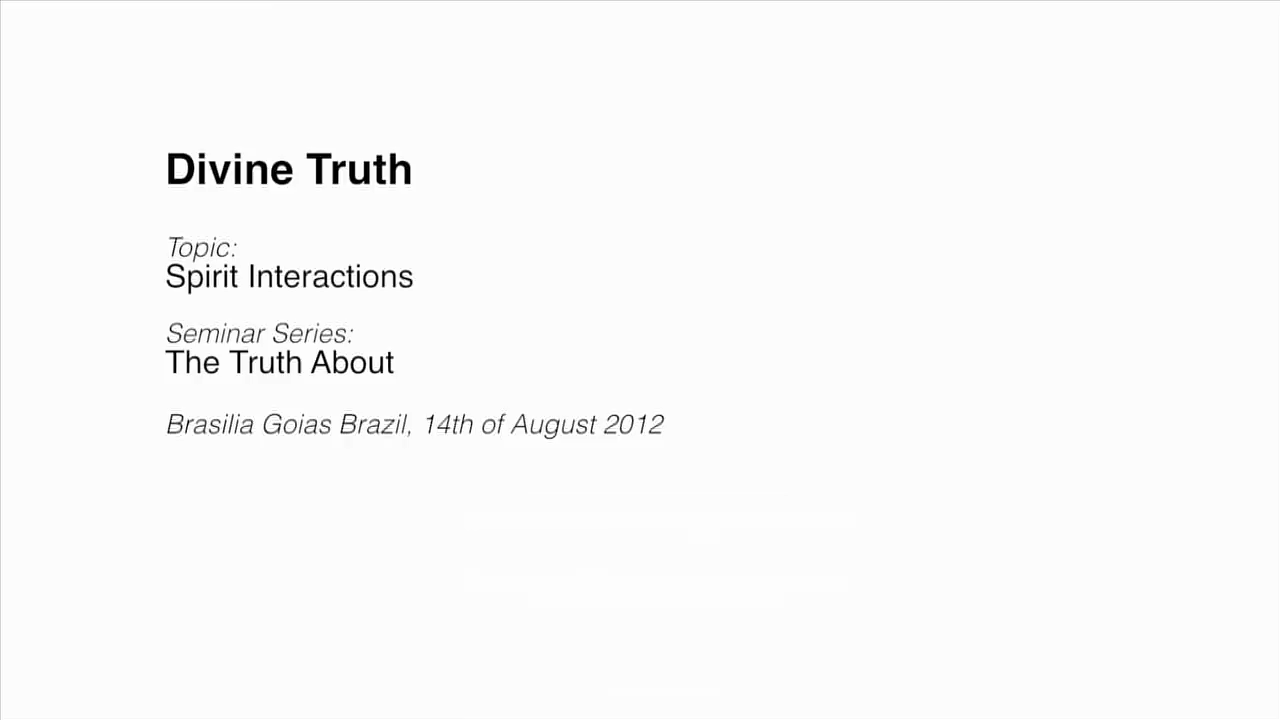 Divine Truth
Topic:
Spirit Interactions
Seminar Series:
The Truth About
Brasilia Goias Brazil, 14th of August 2012